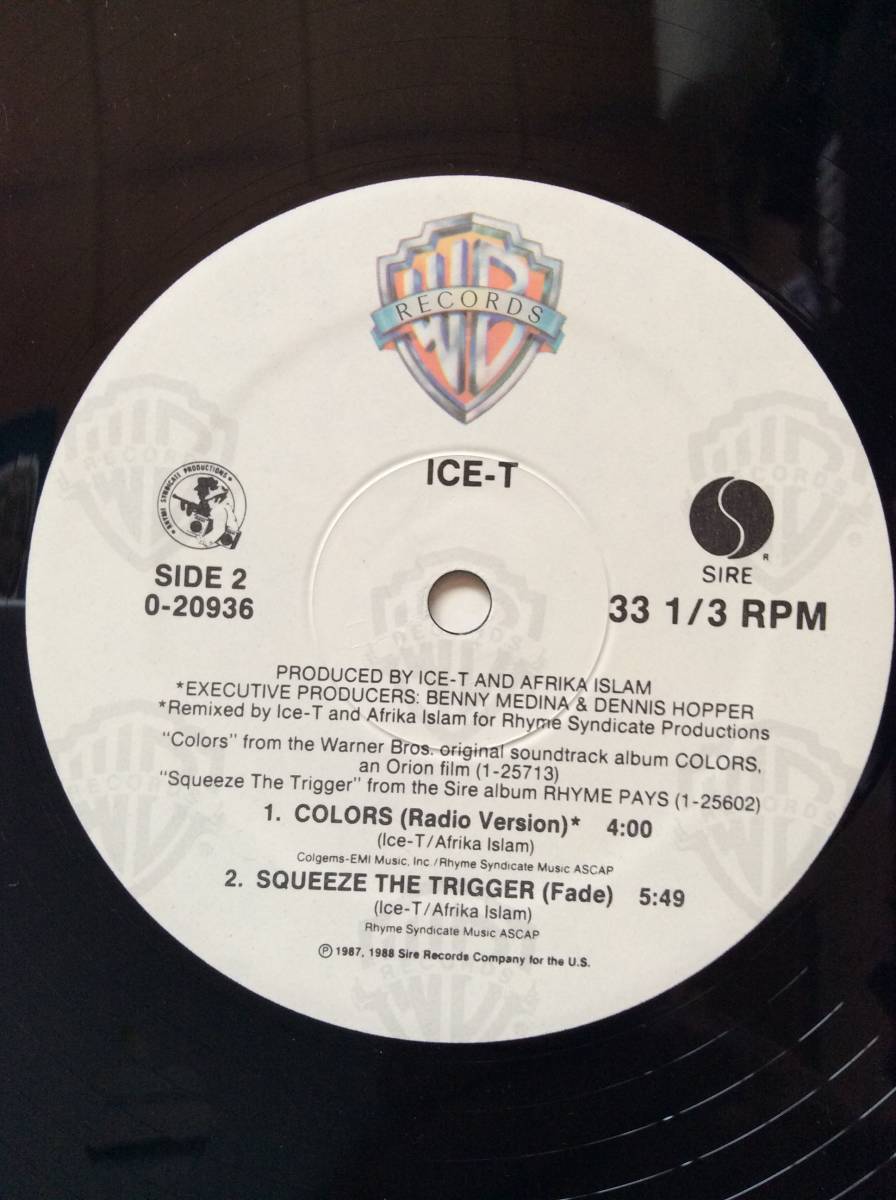 WB
RECORDS
ICE-T
RHYME SYNDICATE PRODUCTIONS
SIDE 2
0-20936
SIRE
33 1/3 RPM
PRODUCED BY ICE-T AND AFRIKA ISLAM
*EXECUTIVE PRODUCERS: BENNY MEDINA & DENNIS HOPPER
*Remixed by Ice-T and Afrika Islam for Rhyme Syndicate Productions
"Colors" from the Warner Bros. original soundtrack album COLORS,
an Orion film (1-25713)
"Squeeze The Trigger" from the Sire album RHYME PAYS (1-25602)
1. COLORS (Radio Version)* 4:00
(Ice-T/Afrika Islam)
Colgems-EMI Music, Inc./Rhyme Syndicate Music ASCAP
2. SQUEEZE THE TRIGGER (Fade) 5:49
(Ice-T/Afrika Islam)
Rhyme Syndicate Music ASCAP
℗ 1987, 1988 Sire Records Company for the U.S.